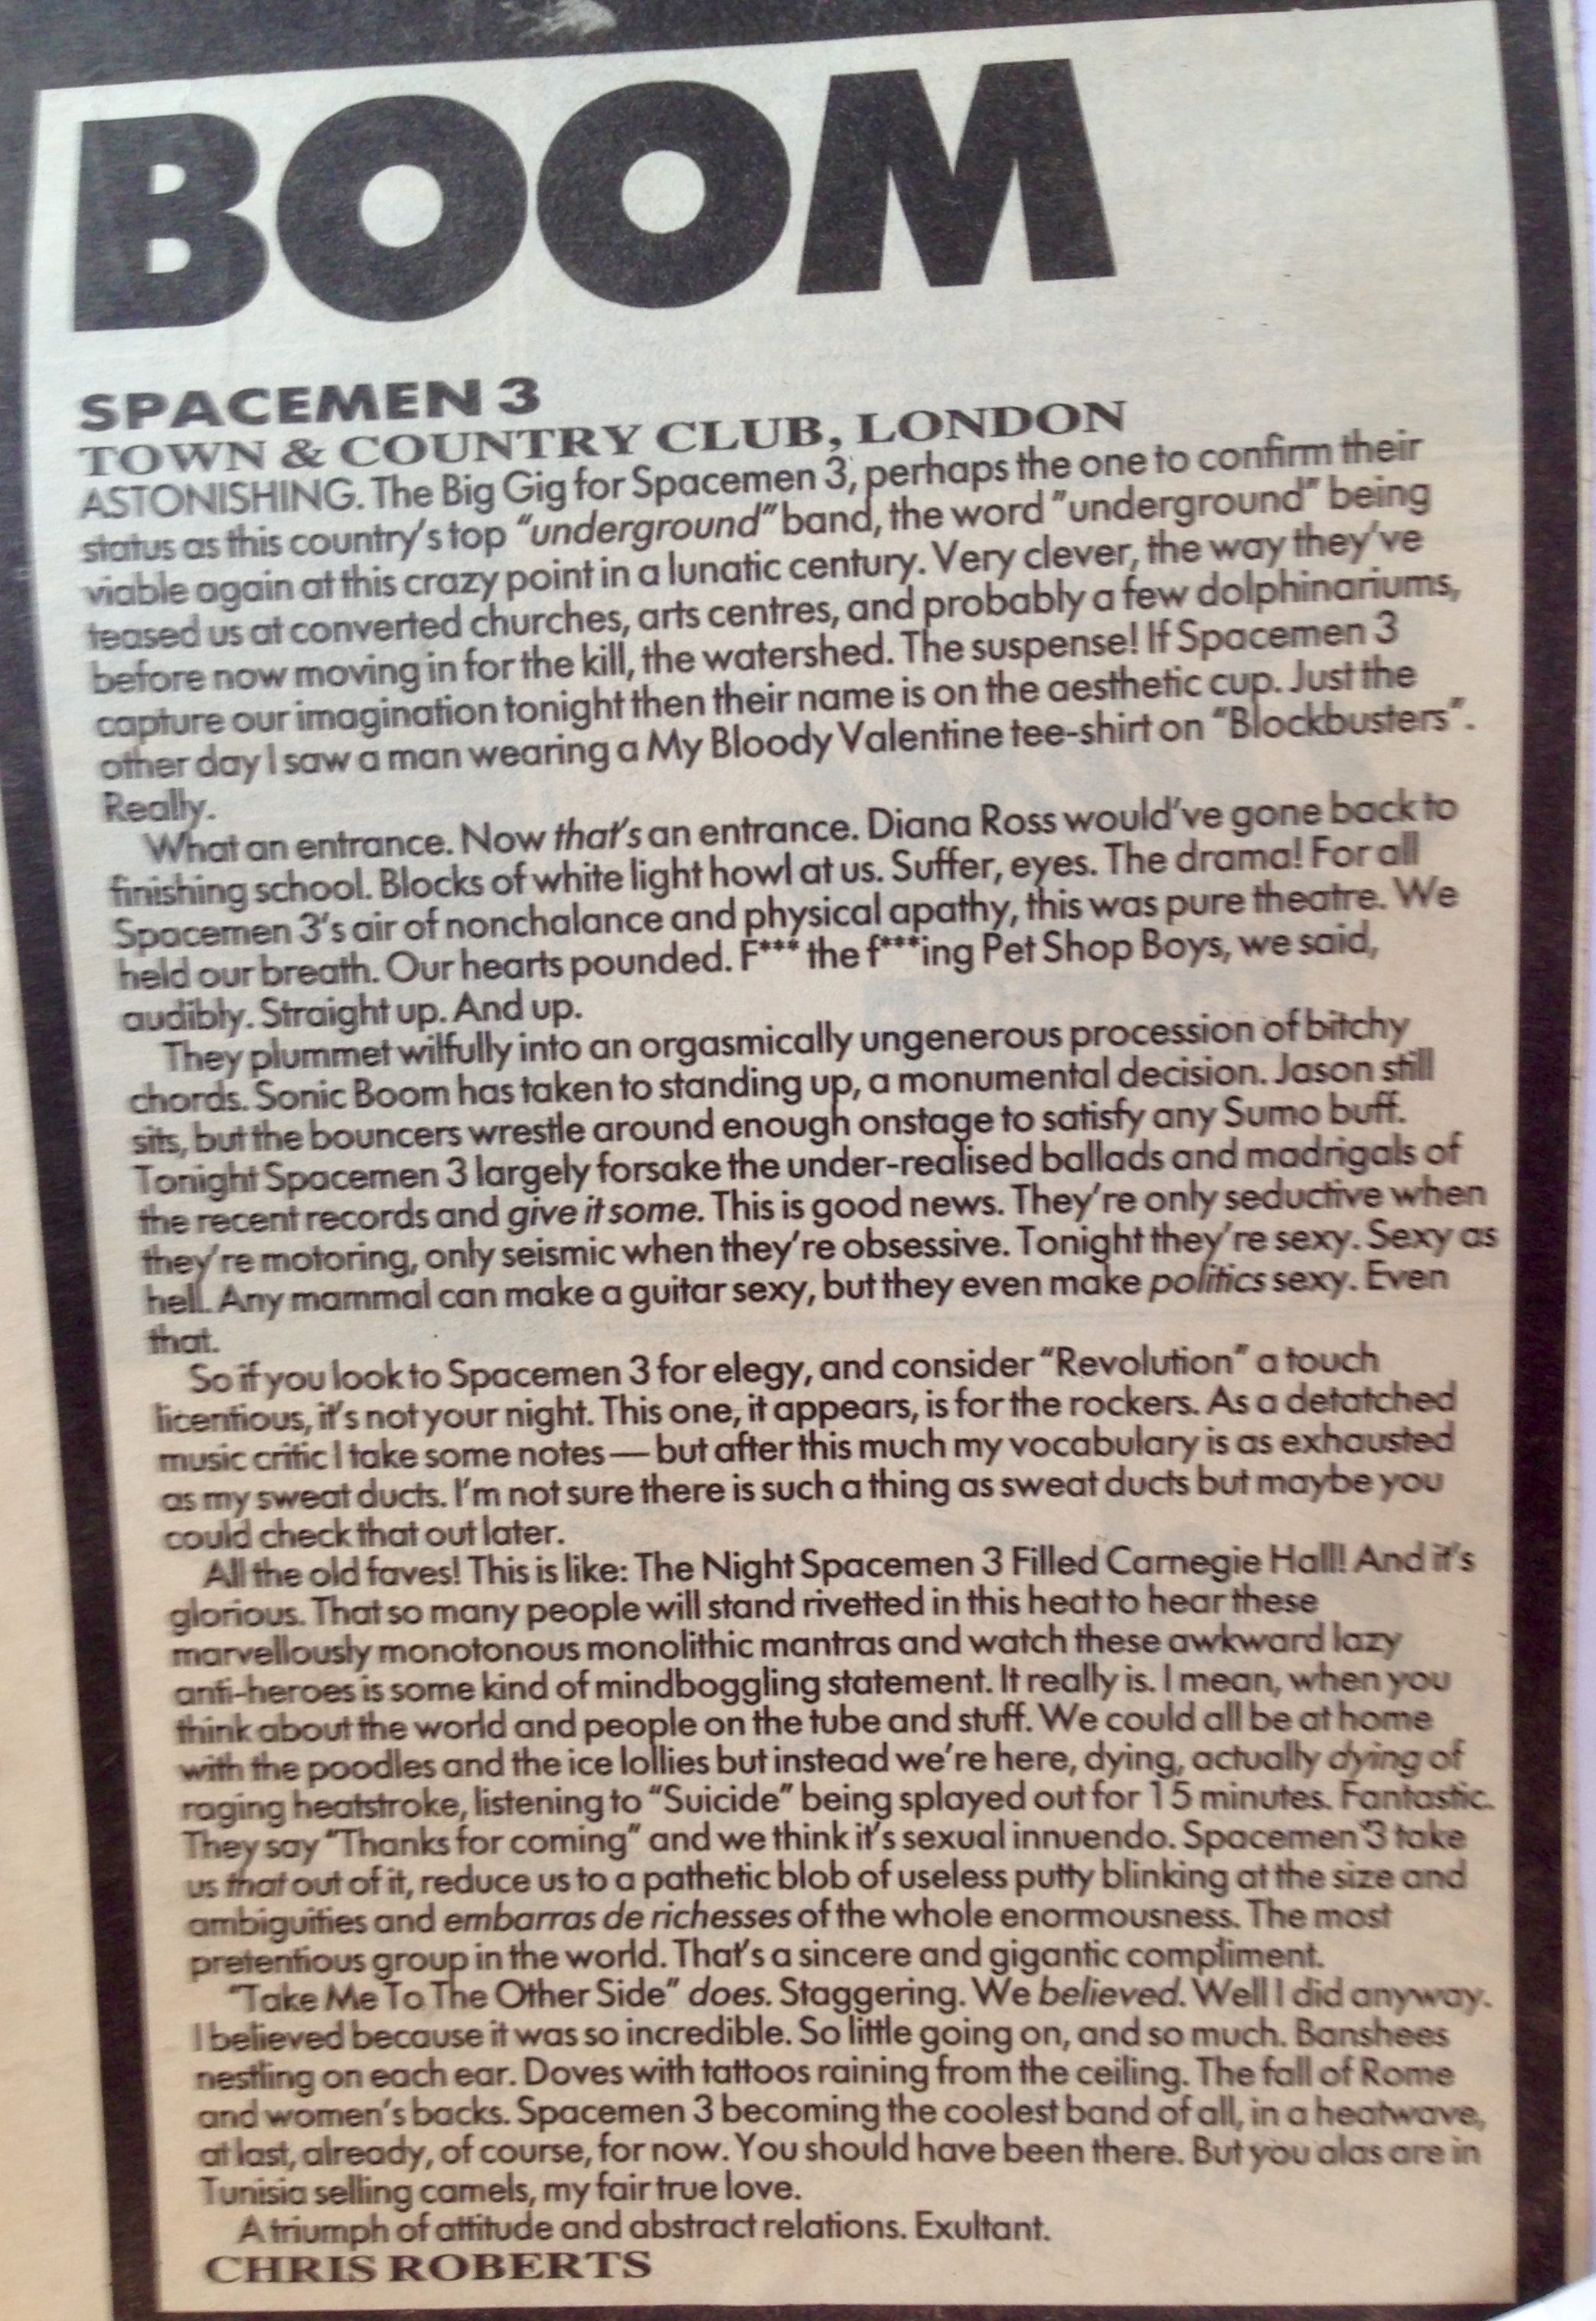 BOOM
SPACEMEN 3
TOWN & COUNTRY CLUB, LONDON
ASTONISHING. The Big Gig for Spacemen 3, perhaps the one to confirm their
status as this country's top "underground" band, the word "underground" being
viable again at this crazy point in a lunatic century. Very clever, the way they've
teased us at converted churches, arts centres, and probably a few dolphinariums,
before now moving in for the kill, the watershed. The suspense! If Spacemen 3
capture our imagination tonight then their name is on the aesthetic cup. Just the
other day I saw a man wearing a My Bloody Valentine tee-shirt on "Blockbusters".
Really.
What an entrance. Now that's an entrance. Diana Ross would've gone back to
finishing school. Blocks of white light howl at us. Suffer, eyes. The drama! For all
Spacemen 3's air of nonchalance and physical apathy, this was pure theatre. We
held our breath. Our hearts pounded. F*** the f***ing Pet Shop Boys, we said,
audibly. Straight up. And up.
They plummet wilfully into an orgasmically ungenerous procession of bitchy
chords. Sonic Boom has taken to standing up, a monumental decision. Jason still
sits, but the bouncers wrestle around enough onstage to satisfy any Sumo buff.
Tonight Spacemen 3 largely forsake the under-realised ballads and madrigals of
the recent records and give it some. This is good news. They're only seductive when
they're motoring, only seismic when they're obsessive. Tonight they're sexy. Sexy as
hell. Any mammal can make a guitar sexy, but they even make politics sexy. Even
that.
So if you look to Spacemen 3 for elegy, and consider "Revolution" a touch
licentious, it's not your night. This one, it appears, is for the rockers. As a detatched
music critic I take some notes — but after this much my vocabulary is as exhausted
as my sweat ducts. I'm not sure there is such a thing as sweat ducts but maybe you
could check that out later.
All the old faves! This is like: The Night Spacemen 3 Filled Carnegie Hall! And it's
glorious. That so many people will stand rivetted in this heat to hear these
marvellously monotonous monolithic mantras and watch these awkward lazy
anti-heroes is some kind of mindboggling statement. It really is. I mean, when you
think about the world and people on the tube and stuff. We could all be at home
with the poodles and the ice lollies but instead we're here, dying, actually dying of
raging heatstroke, listening to "Suicide" being splayed out for 15 minutes. Fantastic.
They say "Thanks for coming" and we think it's sexual innuendo. Spacemen 3 take
us that out of it, reduce us to a pathetic blob of useless putty blinking at the size and
ambiguities and embarras de richesses of the whole enormousness. The most
pretentious group in the world. That's a sincere and gigantic compliment.
"Take Me To The Other Side" does. Staggering. We believed. Well I did anyway.
I believed because it was so incredible. So little going on, and so much. Banshees
nestling on each ear. Doves with tattoos raining from the ceiling. The fall of Rome
and women's backs. Spacemen 3 becoming the coolest band of all, in a heatwave,
at last, already, of course, for now. You should have been there. But you alas are in
Tunisia selling camels, my fair true love.
A triumph of attitude and abstract relations. Exultant.
CHRIS ROBERTS